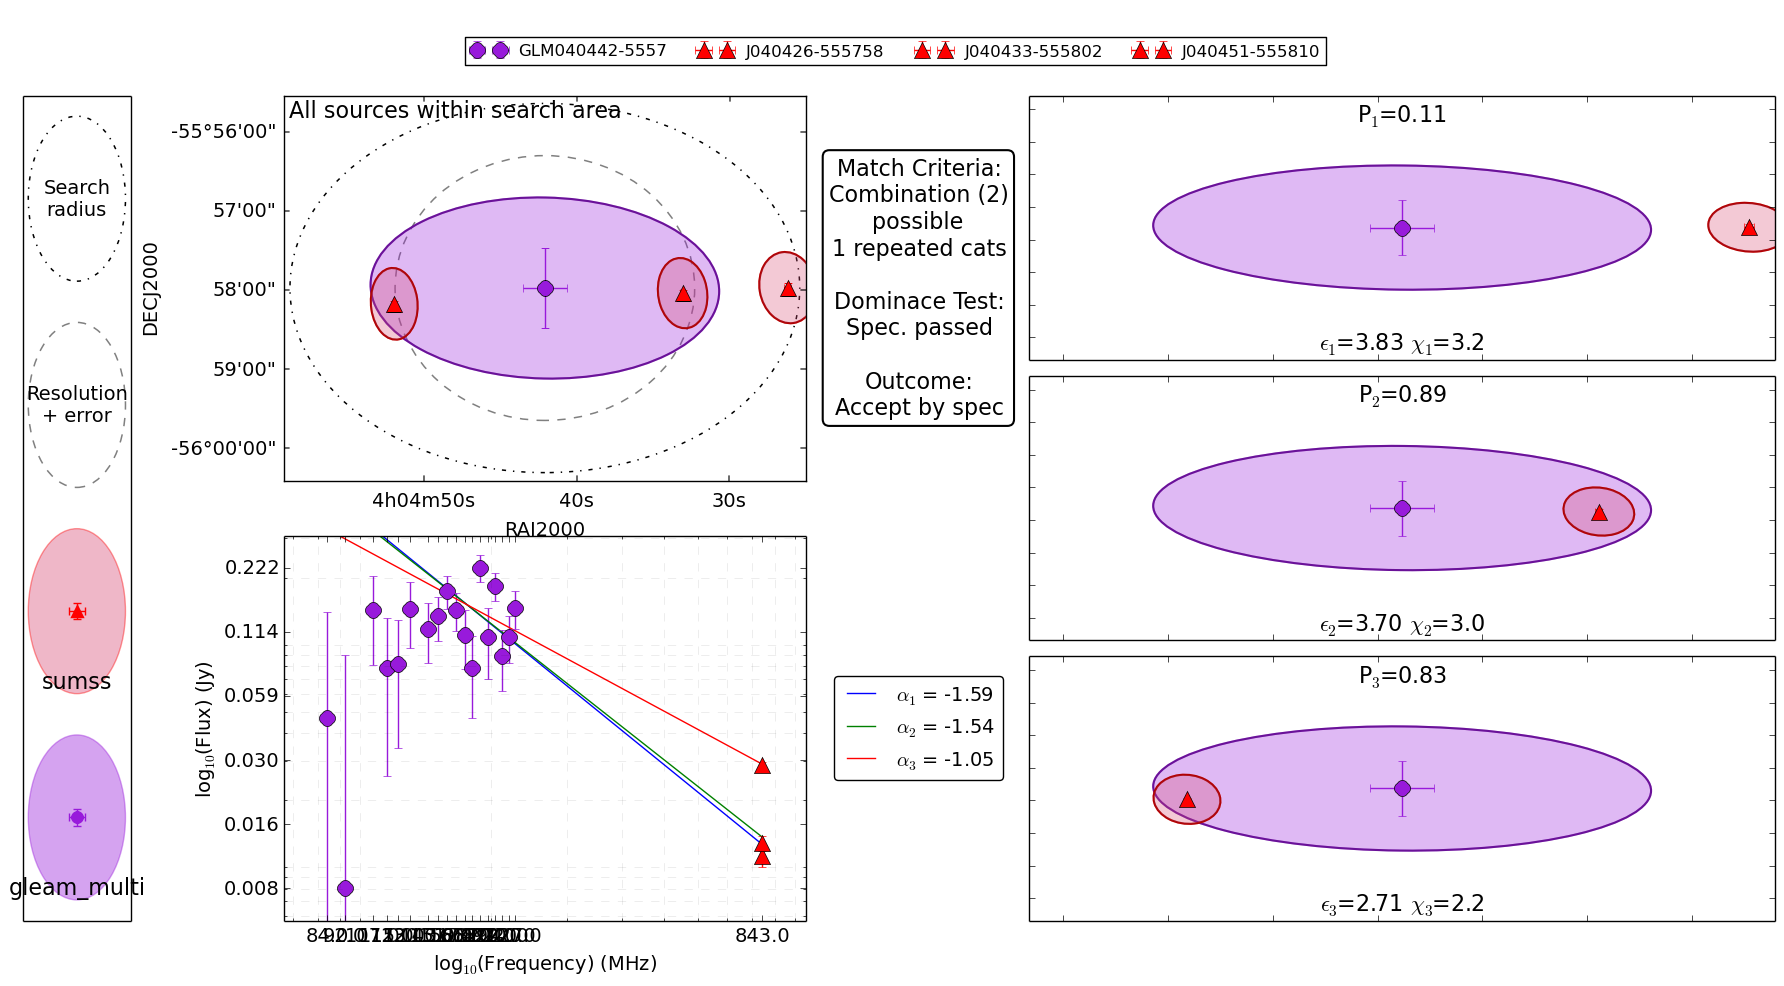 GLM040442-5557 J040426-555758 J040433-555802 J040451-555810
Search
radius
Resolution
+ error
sumss
gleam_multi
All sources within search area
DECJ2000
-55°56'00"
57'00"
58'00"
59'00"
-56°00'00"
4h04m50s 40s 30s
RAJ2000
Match Criteria:
Combination (2)
possible
1 repeated cats
Dominace Test:
Spec. passed
Outcome:
Accept by spec
log₁₀(Flux) (Jy)
0.222
0.114
0.059
0.030
0.016
0.008
843.0
log₁₀(Frequency) (MHz)
α₁ = -1.59
α₂ = -1.54
α₃ = -1.05
P₁=0.11
ϵ₁=3.83 χ₁=3.2
P₂=0.89
ϵ₂=3.70 χ₂=3.0
P₃=0.83
ϵ₃=2.71 χ₃=2.2